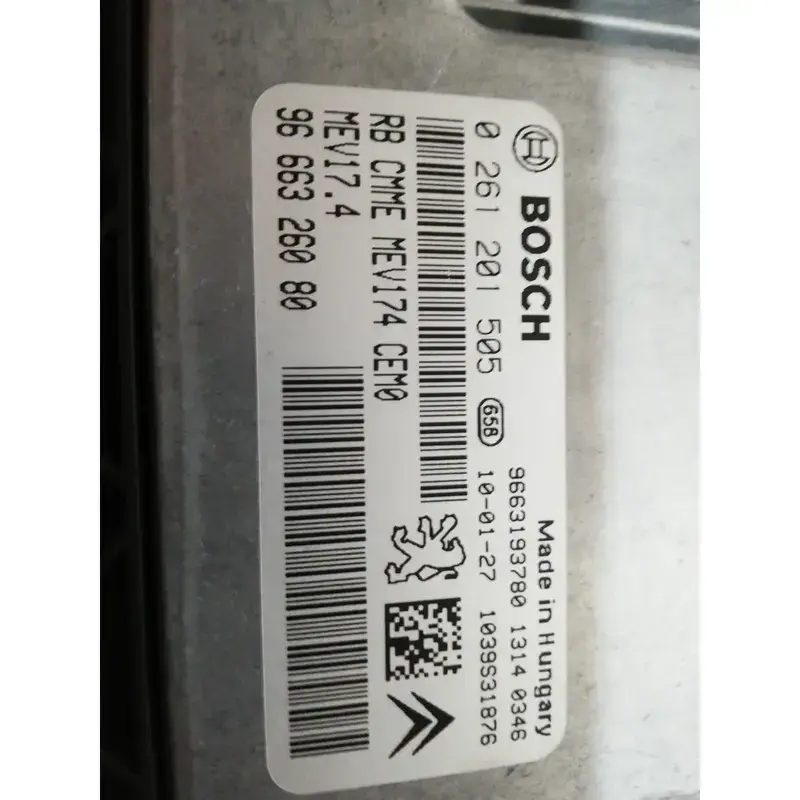 BOSCH
Made in Hungary
9663193780 1314 0346
0 261 201 505 658 10-01-27 1039S31876
RB CMME MEV174 CEM0
MEV17.4
96 663 260 80